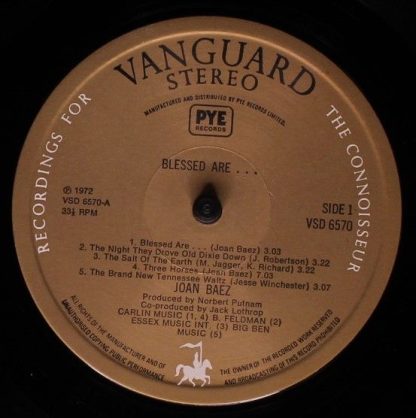 RECORDINGS FOR
VANGUARD
THE CONNOISSEUR
STEREO
MANUFACTURED AND DISTRIBUTED BY PYE RECORDS LIMITED.
PYE
RECORDS
BLESSED ARE . . .
℗ 1972
VSD 6570-A
33⅓ RPM
SIDE 1
VSD 6570
1. Blessed Are . . . (Joan Baez) 3.03
2. The Night They Drove Old Dixie Down (J. Robertson) 3.22
3. The Salt Of The Earth (M. Jagger, K. Richard) 3.22
4. Three Horses (Joan Baez) 7.03
5. The Brand New Tennessee Waltz (Jesse Winchester) 3.07
JOAN BAEZ
Produced by Norbert Putnam
Co-produced by Jack Lothrop
CARLIN MUSIC (1, 4) B. FELDMAN (2)
ESSEX MUSIC INT. (3) BIG BEN
MUSIC (5)
ALL RIGHTS OF THE MANUFACTURER AND OF
THE OWNER OF THE RECORDED WORK RESERVED
UNAUTHORISED COPYING PUBLIC PERFORMANCE
AND BROADCASTING OF THIS RECORD PROHIBITED